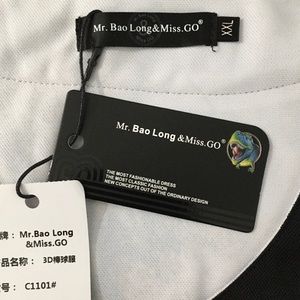 Mr. Bao Long&Miss.GO®
XXL
Mr. Bao Long &Miss.GO®
THE MOST FASHIONABLE DRESS
THE MOST CLASSIC FASHION
NEW CONCEPTS OUT OF THE ORDINARY DESIGN
牌： Mr.Bao Long
&Miss.GO
品名称： 3D棒球服
号： C1101#